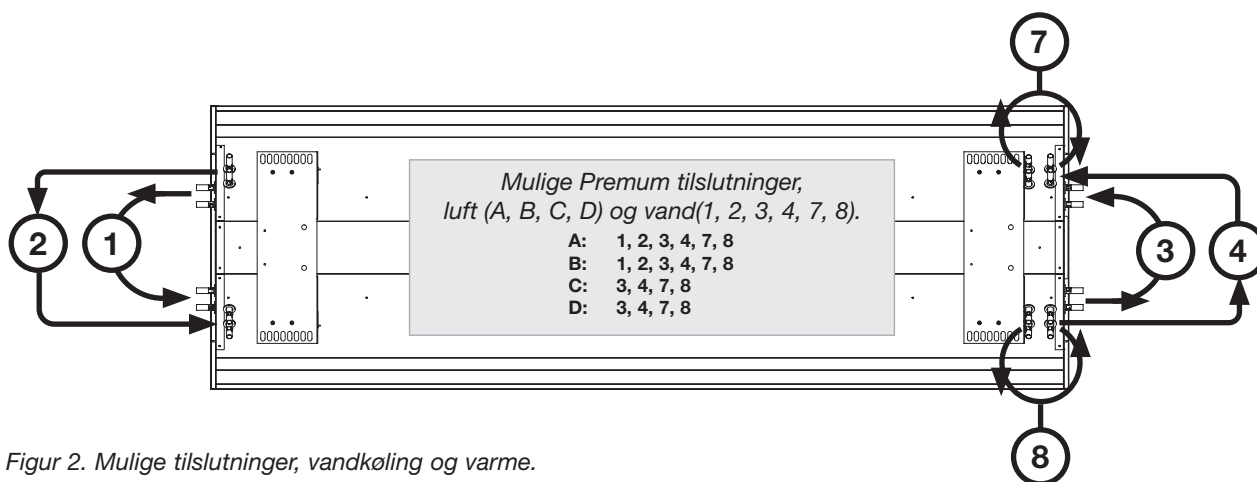 7
Mulige Premum tilslutninger,
luft (A, B, C, D) og vand(1, 2, 3, 4, 7, 8).
A: 1, 2, 3, 4, 7, 8
B: 1, 2, 3, 4, 7, 8
C: 3, 4, 7, 8
D: 3, 4, 7, 8
2
1
3
4
8
Figur 2. Mulige tilslutninger, vandkøling og varme.